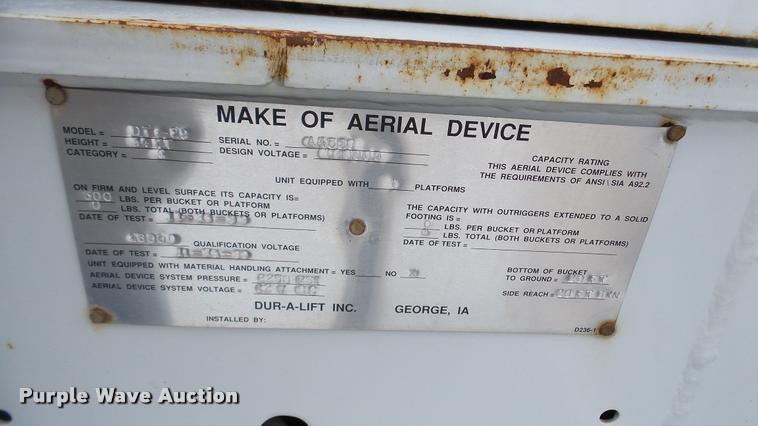 MAKE OF AERIAL DEVICE
MODEL =
HEIGHT =
CATEGORY =
SERIAL NO. =
DESIGN VOLTAGE =
CAPACITY RATING
THIS AERIAL DEVICE COMPLIES WITH
THE REQUIREMENTS OF ANSI \ SIA A92.2
UNIT EQUIPPED WITH PLATFORMS
ON FIRM AND LEVEL SURFACE ITS CAPACITY IS=
LBS. PER BUCKET OR PLATFORM
0 LBS. TOTAL (BOTH BUCKETS OR PLATFORMS)
DATE OF TEST =
QUALIFICATION VOLTAGE
DATE OF TEST =
THE CAPACITY WITH OUTRIGGERS EXTENDED TO A SOLID
FOOTING IS =
0 LBS. PER BUCKET OR PLATFORM
LBS. TOTAL (BOTH BUCKETS OR PLATFORMS)
DATE OF TEST =
UNIT EQUIPPED WITH MATERIAL HANDLING ATTACHMENT = YES NO
AERIAL DEVICE SYSTEM PRESSURE =
AERIAL DEVICE SYSTEM VOLTAGE =
BOTTOM OF BUCKET
TO GROUND =
SIDE REACH =
DUR-A-LIFT INC. GEORGE, IA
INSTALLED BY:
D236-1
Purple Wave Auction